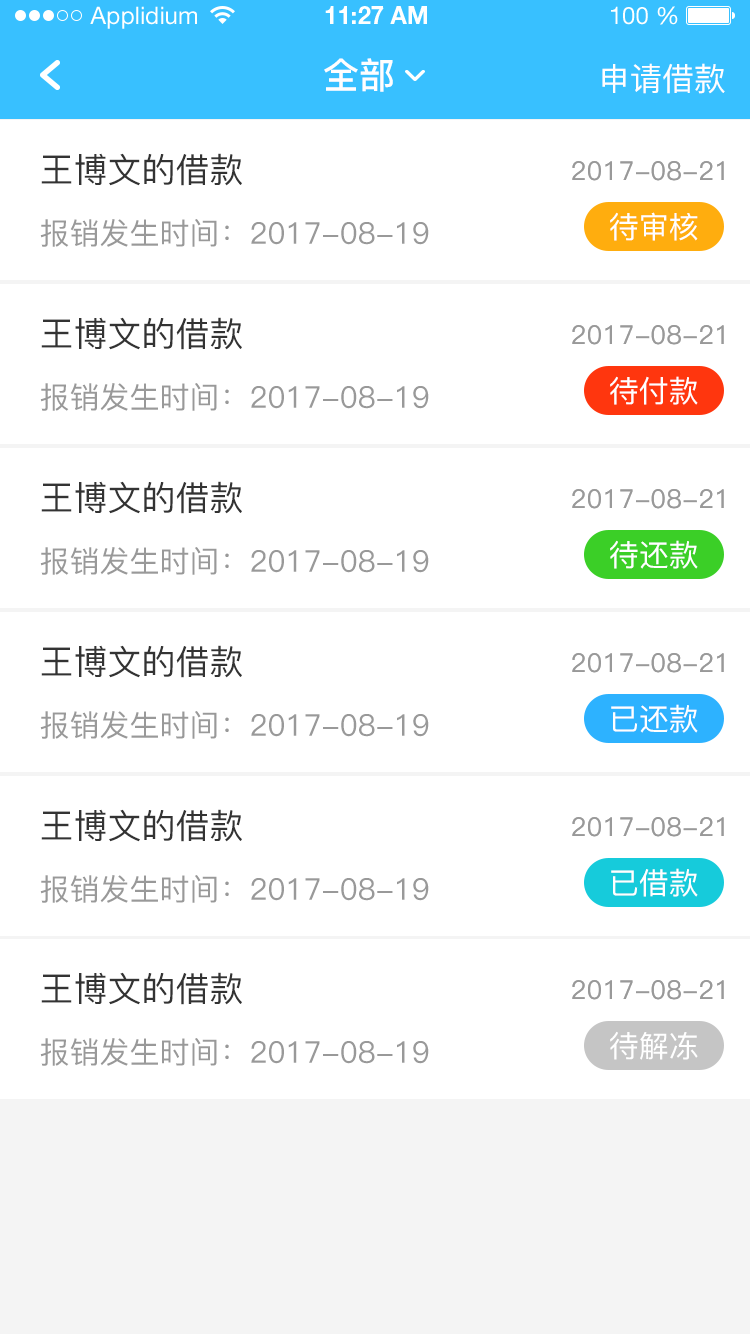 Applidium 11:27 AM 100 %
全部 申请借款
王博文的借款 2017-08-21
报销发生时间：2017-08-19 待审核
王博文的借款 2017-08-21
报销发生时间：2017-08-19 待付款
王博文的借款 2017-08-21
报销发生时间：2017-08-19 待还款
王博文的借款 2017-08-21
报销发生时间：2017-08-19 已还款
王博文的借款 2017-08-21
报销发生时间：2017-08-19 已借款
王博文的借款 2017-08-21
报销发生时间：2017-08-19 待解冻